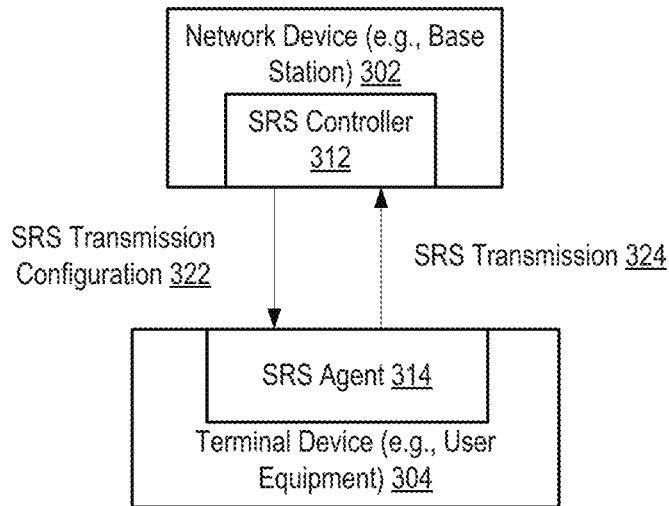 Network Device (e.g., Base
Station) 302
SRS Controller
312
SRS Transmission
Configuration 322
SRS Transmission 324
SRS Agent 314
Terminal Device (e.g., User
Equipment) 304